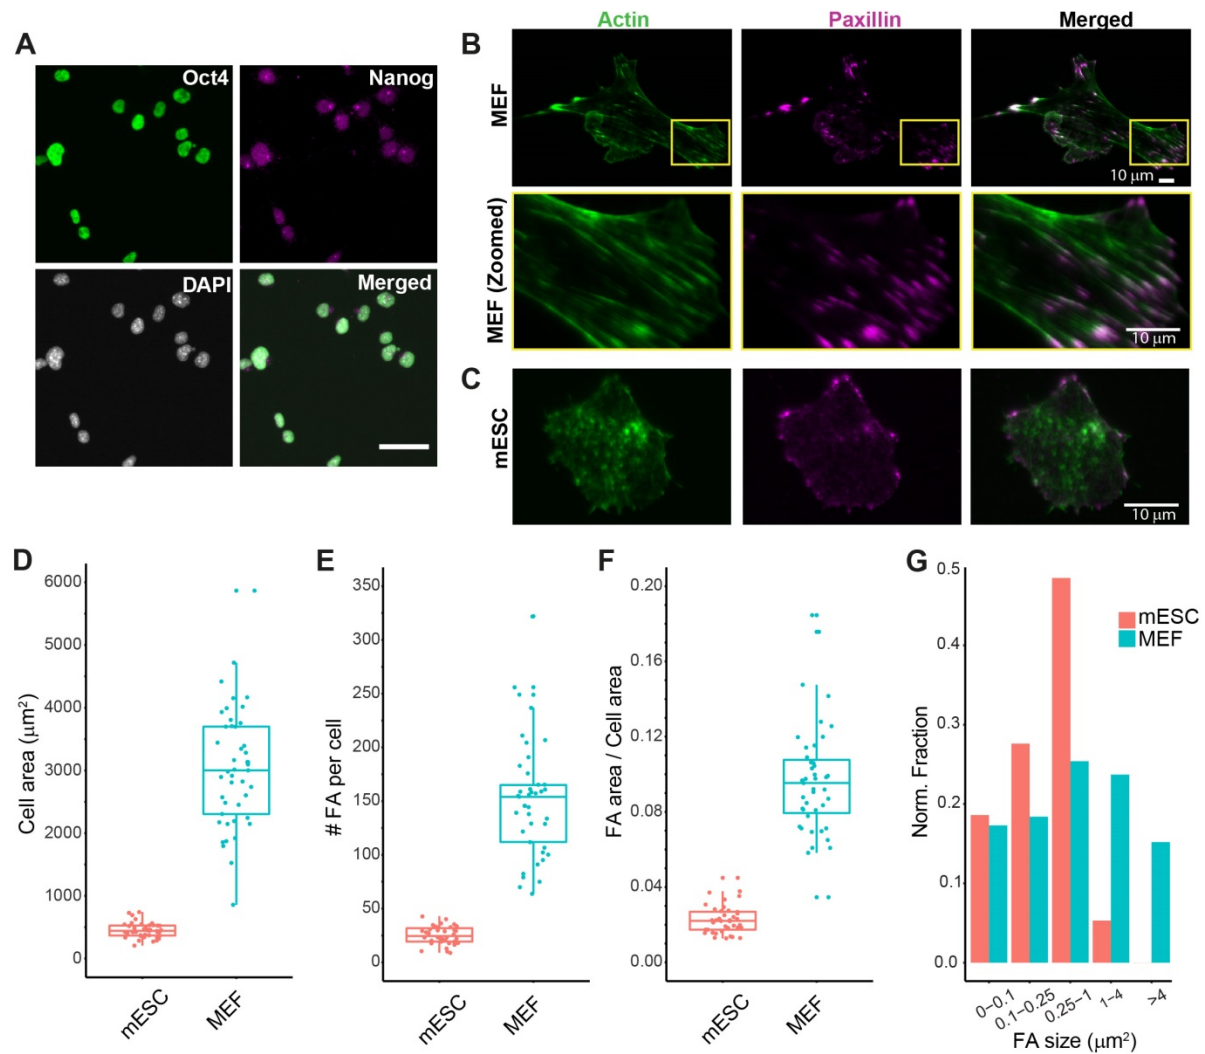 A
Oct4
Nanog
DAPI
Merged
Actin
Paxillin
Merged
B
MEF
10 μm
MEF (Zoomed)
10 μm
C
mESC
10 μm
D
Cell area (μm²)
6000
5000
4000
3000
2000
1000
0
mESC
MEF
E
# FA per cell
350
300
250
200
150
100
50
0
mESC
MEF
F
FA area / Cell area
0.20
0.16
0.12
0.08
0.04
0.00
mESC
MEF
G
Norm. Fraction
0.5
0.4
0.3
0.2
0.1
0.0
mESC
MEF
0–0.1
0.1–0.25
0.25–1
1–4
>4
FA size (μm²)